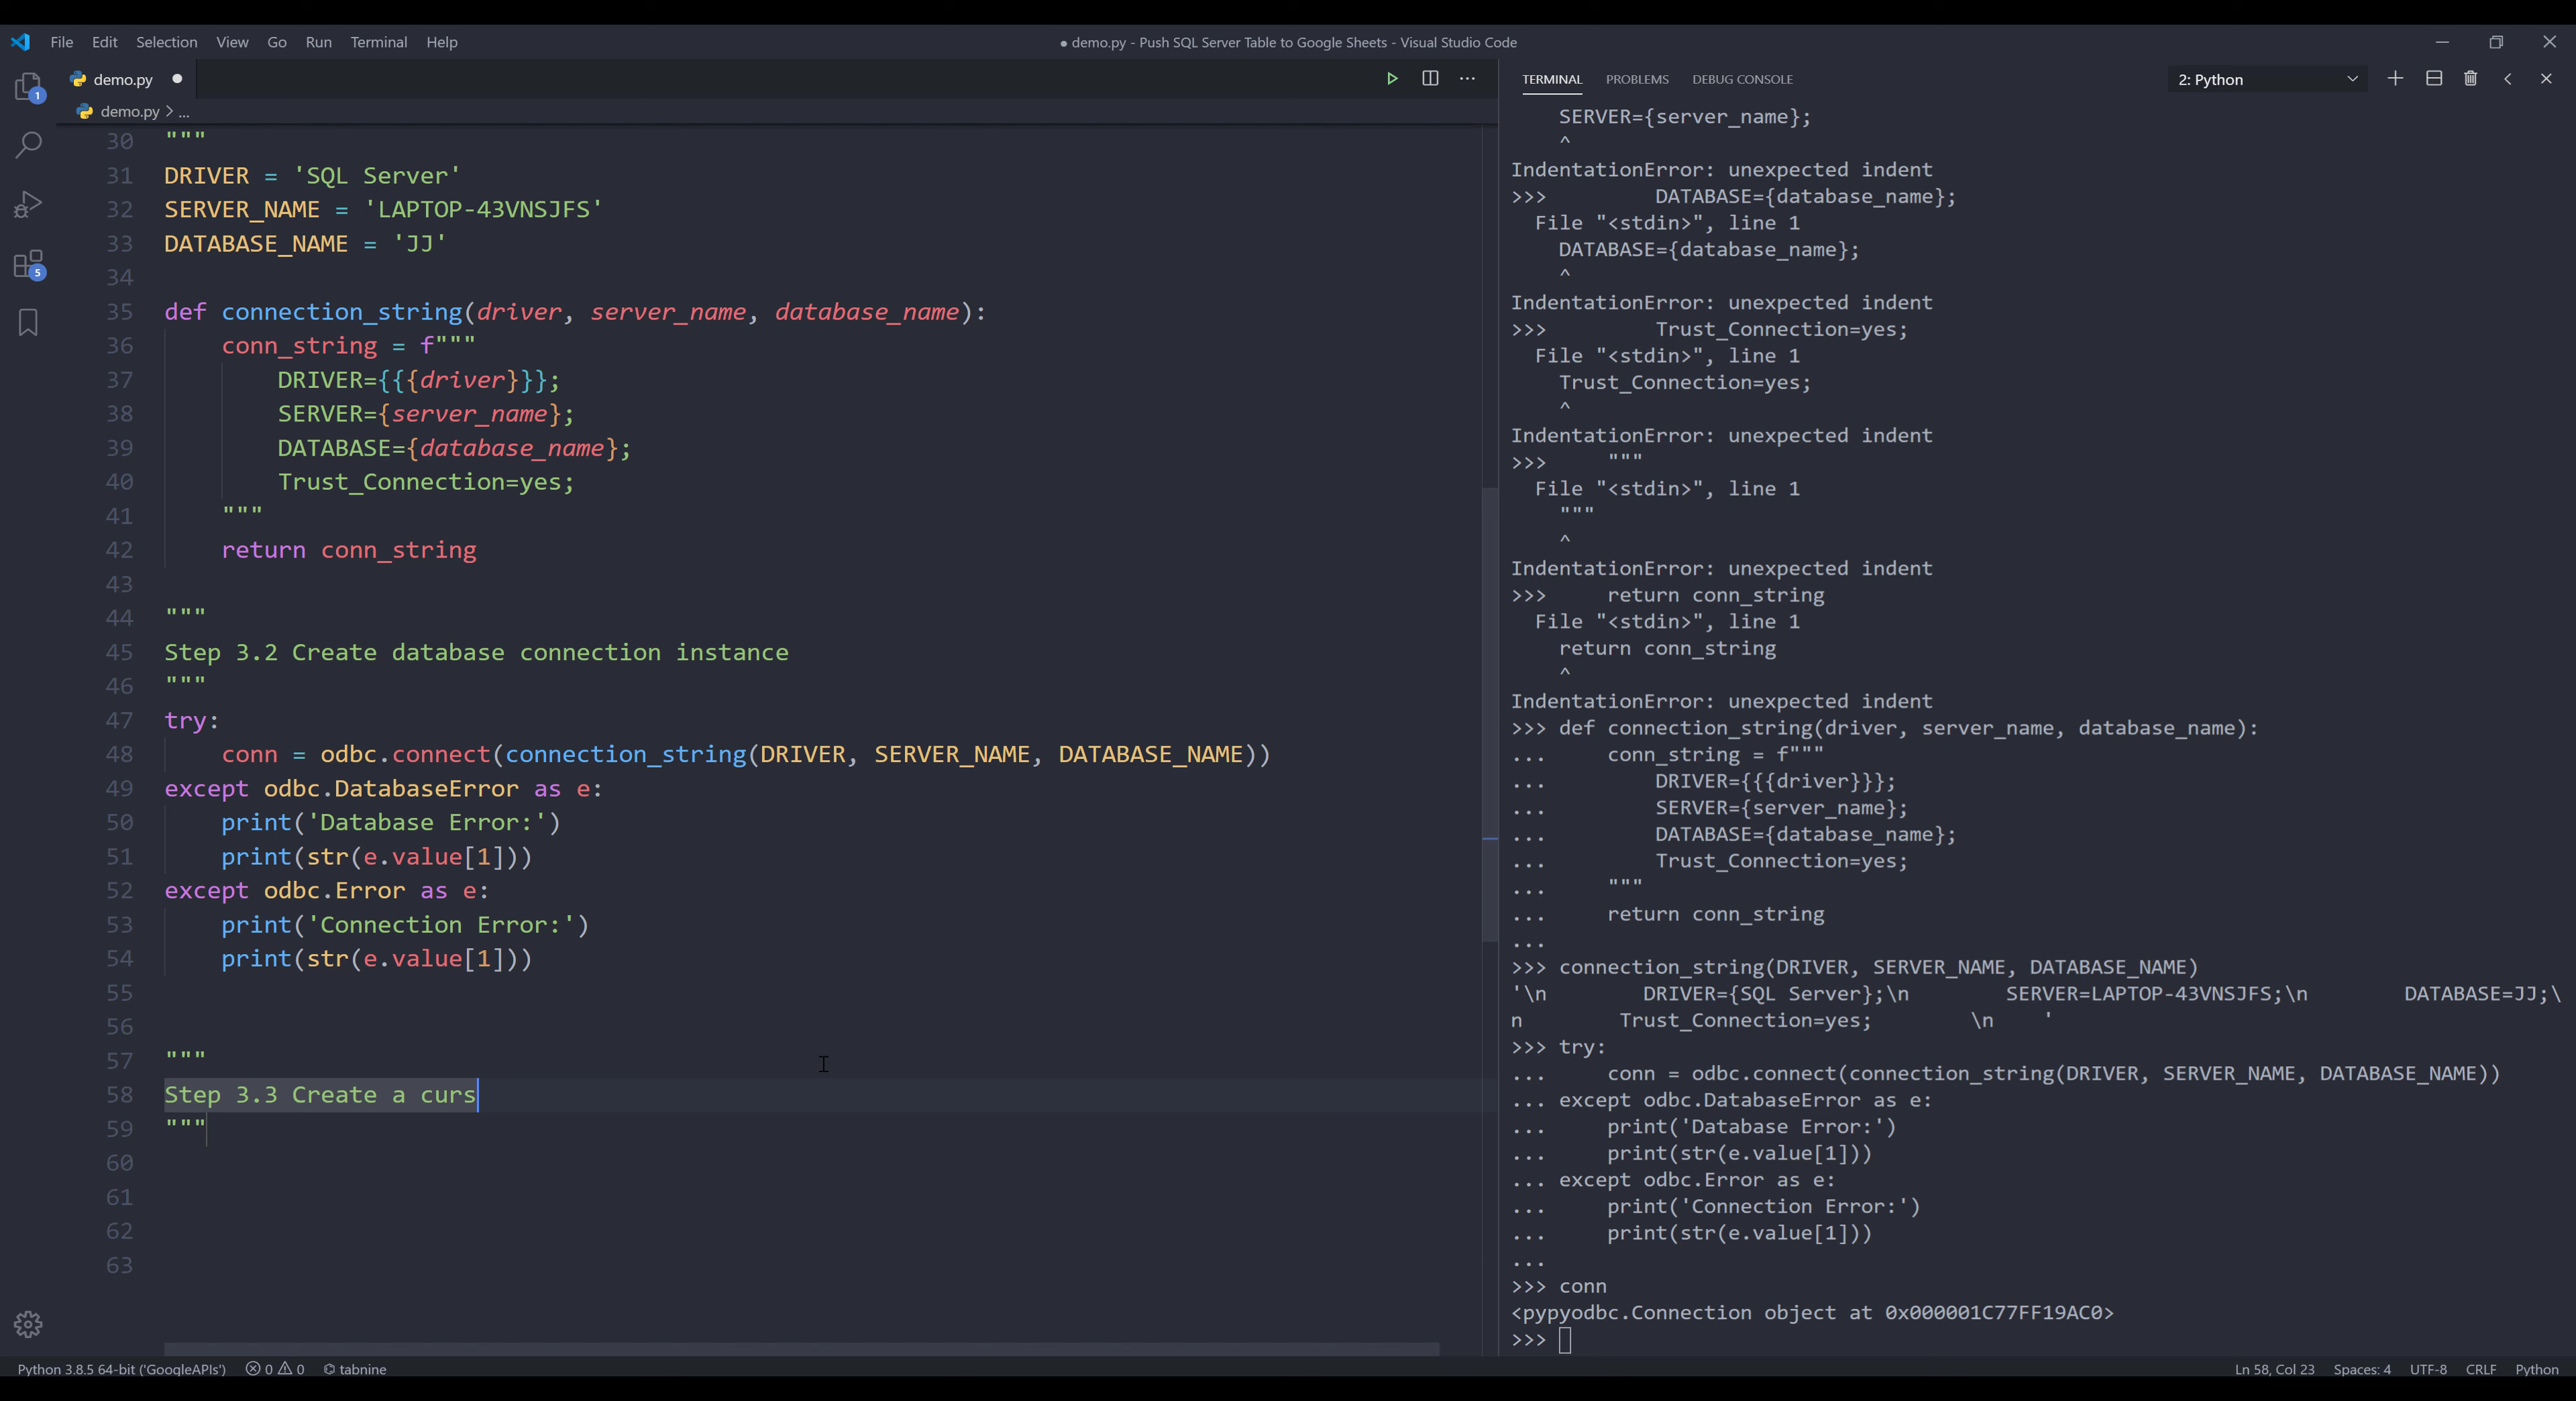 File Edit Selection View Go Run Terminal Help
● demo.py - Push SQL Server Table to Google Sheets - Visual Studio Code
demo.py ●
demo.py > ...
30 """
31 DRIVER = 'SQL Server'
32 SERVER_NAME = 'LAPTOP-43VNSJFS'
33 DATABASE_NAME = 'JJ'
34
35 def connection_string(driver, server_name, database_name):
36     conn_string = f"""
37         DRIVER={{{driver}}};
38         SERVER={server_name};
39         DATABASE={database_name};
40         Trust_Connection=yes;
41     """
42     return conn_string
43
44 """
45 Step 3.2 Create database connection instance
46 """
47 try:
48     conn = odbc.connect(connection_string(DRIVER, SERVER_NAME, DATABASE_NAME))
49 except odbc.DatabaseError as e:
50     print('Database Error:')
51     print(str(e.value[1]))
52 except odbc.Error as e:
53     print('Connection Error:')
54     print(str(e.value[1]))
55
56
57 """
58 Step 3.3 Create a curs
59 """
60
61
62
63
1
5
TERMINAL PROBLEMS DEBUG CONSOLE
2: Python
    SERVER={server_name};
    ^
IndentationError: unexpected indent
>>>         DATABASE={database_name};
  File "<stdin>", line 1
    DATABASE={database_name};
    ^
IndentationError: unexpected indent
>>>         Trust_Connection=yes;
  File "<stdin>", line 1
    Trust_Connection=yes;
    ^
IndentationError: unexpected indent
>>>     """
  File "<stdin>", line 1
    """
    ^
IndentationError: unexpected indent
>>>     return conn_string
  File "<stdin>", line 1
    return conn_string
    ^
IndentationError: unexpected indent
>>> def connection_string(driver, server_name, database_name):
...     conn_string = f"""
...         DRIVER={{{driver}}};
...         SERVER={server_name};
...         DATABASE={database_name};
...         Trust_Connection=yes;
...     """
...     return conn_string
...
>>> connection_string(DRIVER, SERVER_NAME, DATABASE_NAME)
'\n        DRIVER={SQL Server};\n        SERVER=LAPTOP-43VNSJFS;\n        DATABASE=JJ;\
n        Trust_Connection=yes;        \n    '
>>> try:
...     conn = odbc.connect(connection_string(DRIVER, SERVER_NAME, DATABASE_NAME))
... except odbc.DatabaseError as e:
...     print('Database Error:')
...     print(str(e.value[1]))
... except odbc.Error as e:
...     print('Connection Error:')
...     print(str(e.value[1]))
...
>>> conn
<pypyodbc.Connection object at 0x000001C77FF19AC0>
>>>
Python 3.8.5 64-bit ('GoogleAPIs') 0 0 tabnine
Ln 58, Col 23 Spaces: 4 UTF-8 CRLF Python